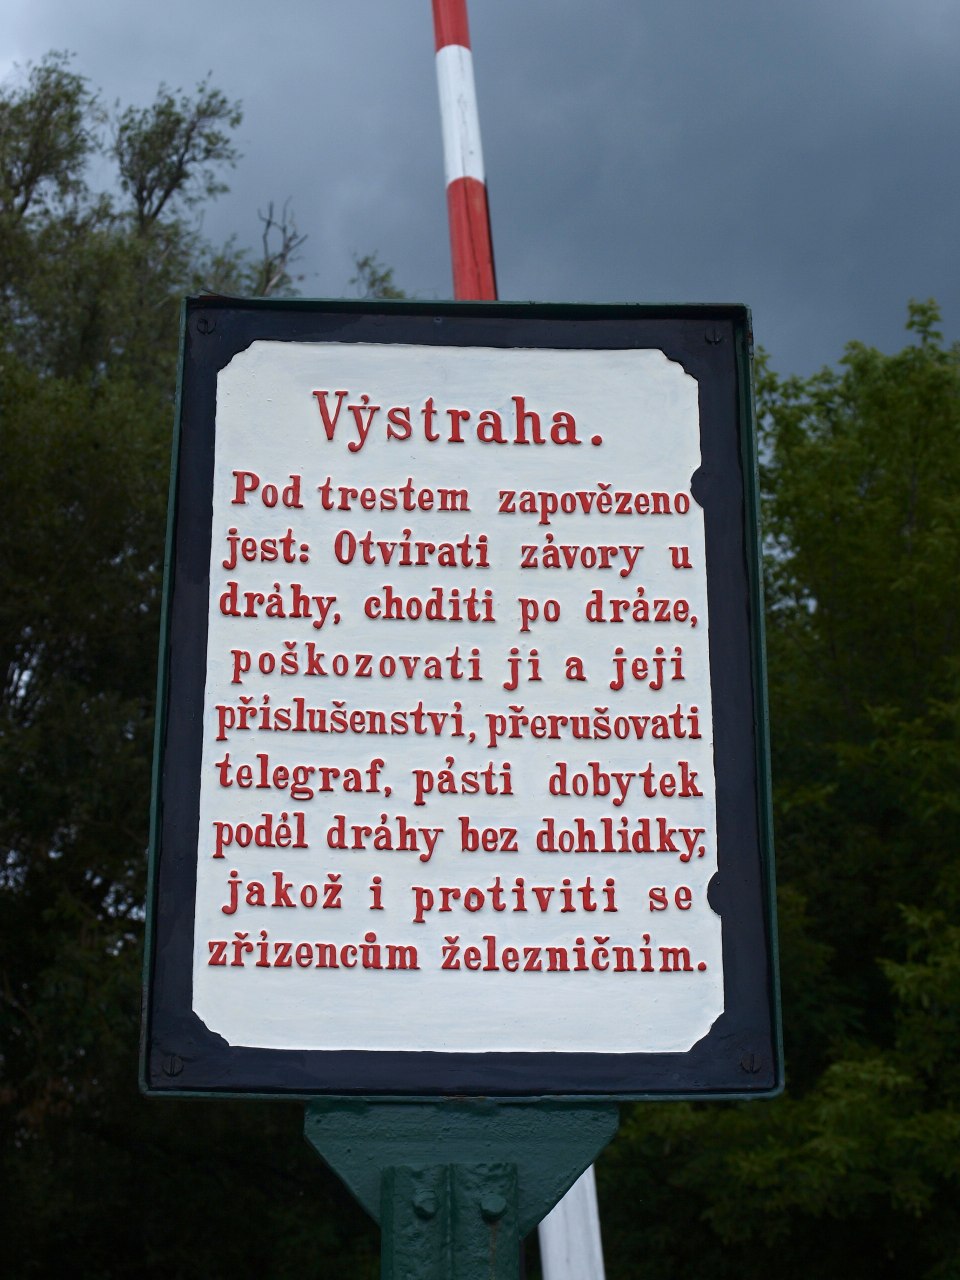 Výstraha.
Pod trestem zapovězeno
jest: Otvírati závory u
dráhy, choditi po dráze,
poškozovati ji a její
příslušenství, přerušovati
telegraf, pásti dobytek
podél dráhy bez dohlídky,
jakož i protiviti se
zřízencům železničním.